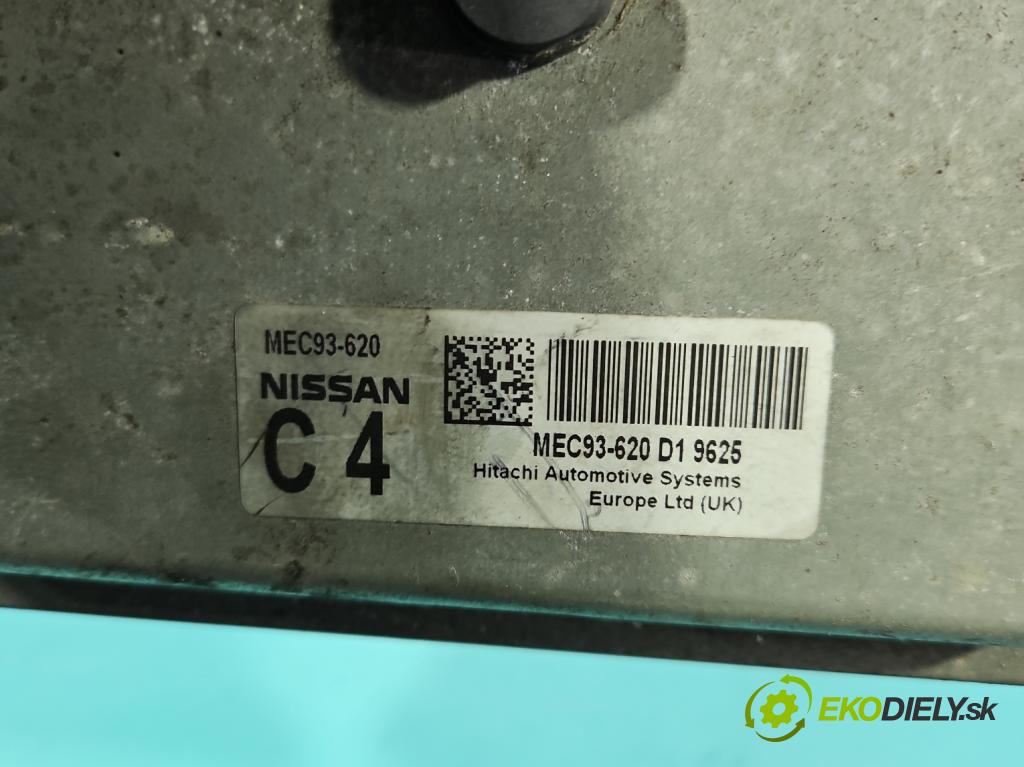 MEC93-620
NISSAN
C 4
MEC93-620 D1 9625
Hitachi Automotive Systems
Europe Ltd (UK)
EKODIELY.sk